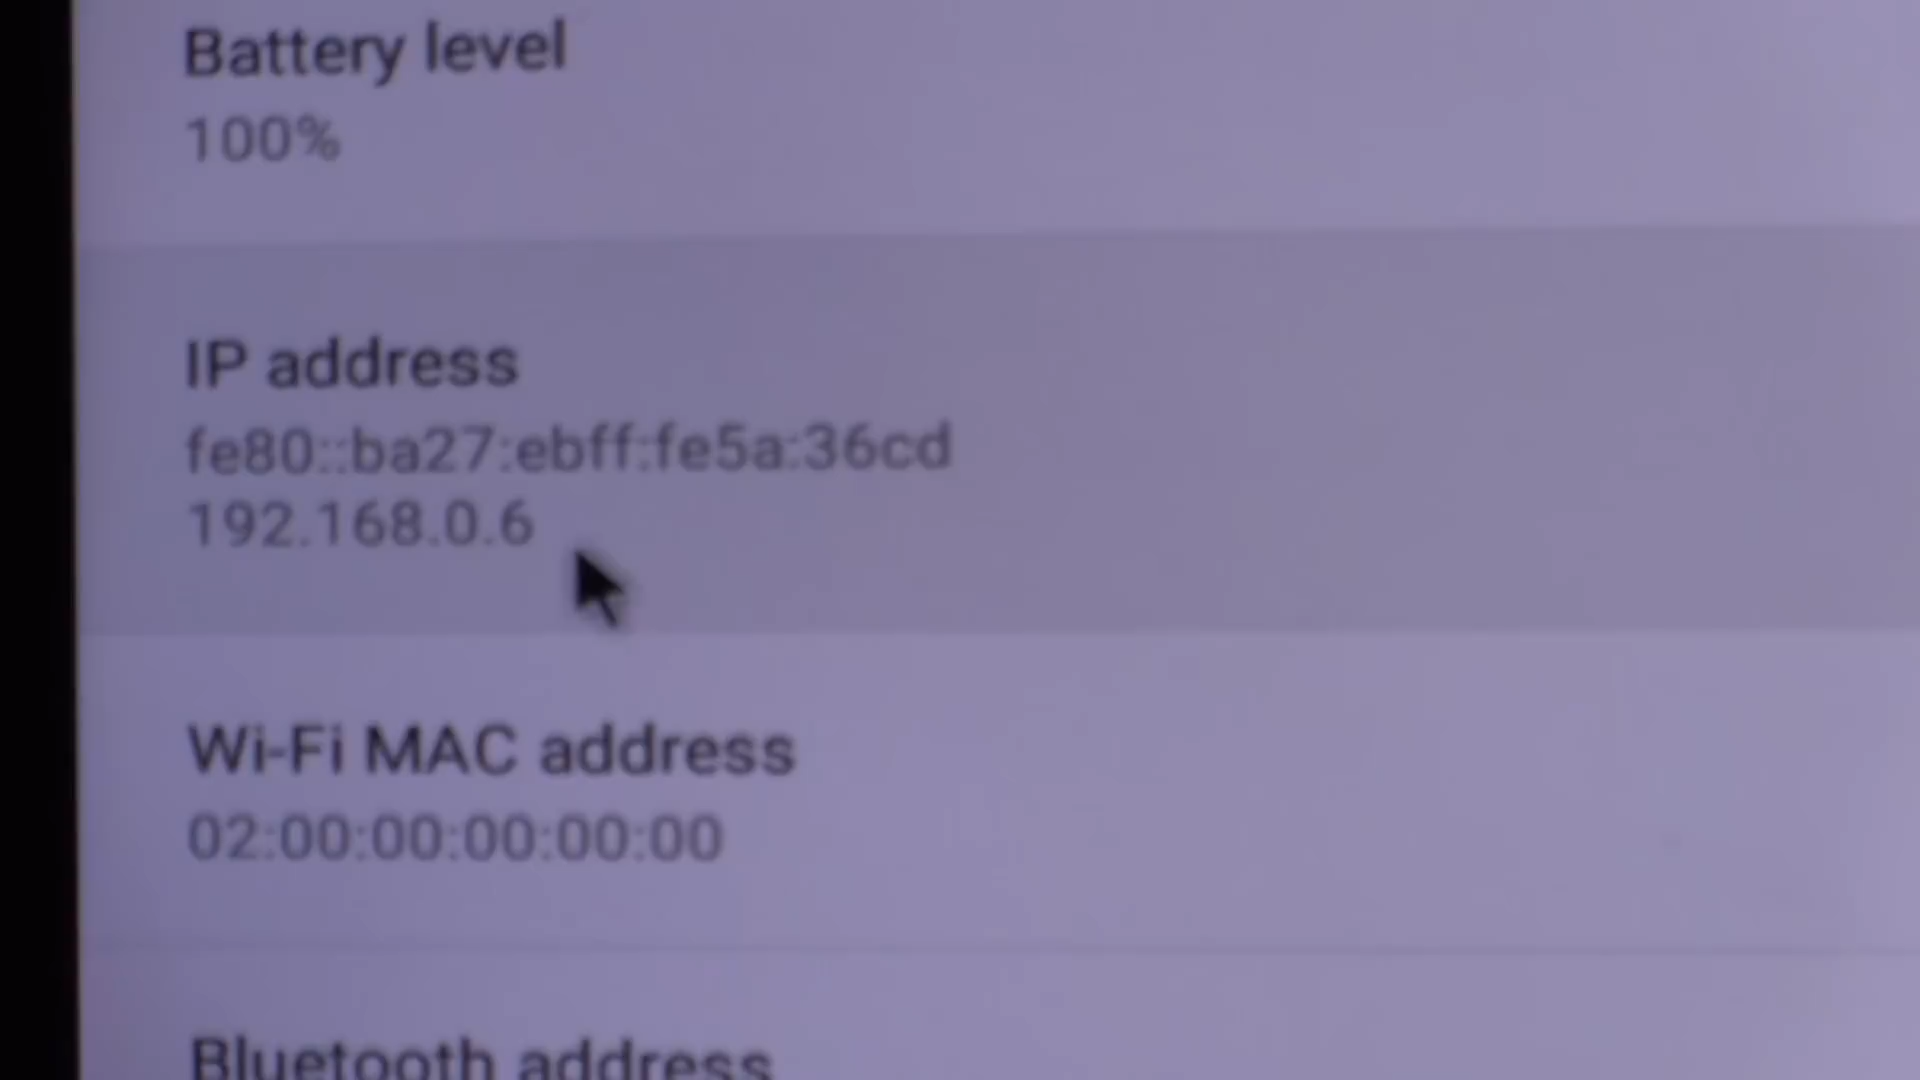 Battery level
100%
IP address
fe80::ba27:ebff:fe5a:36cd
192.168.0.6
Wi-Fi MAC address
02:00:00:00:00:00
Bluetooth address